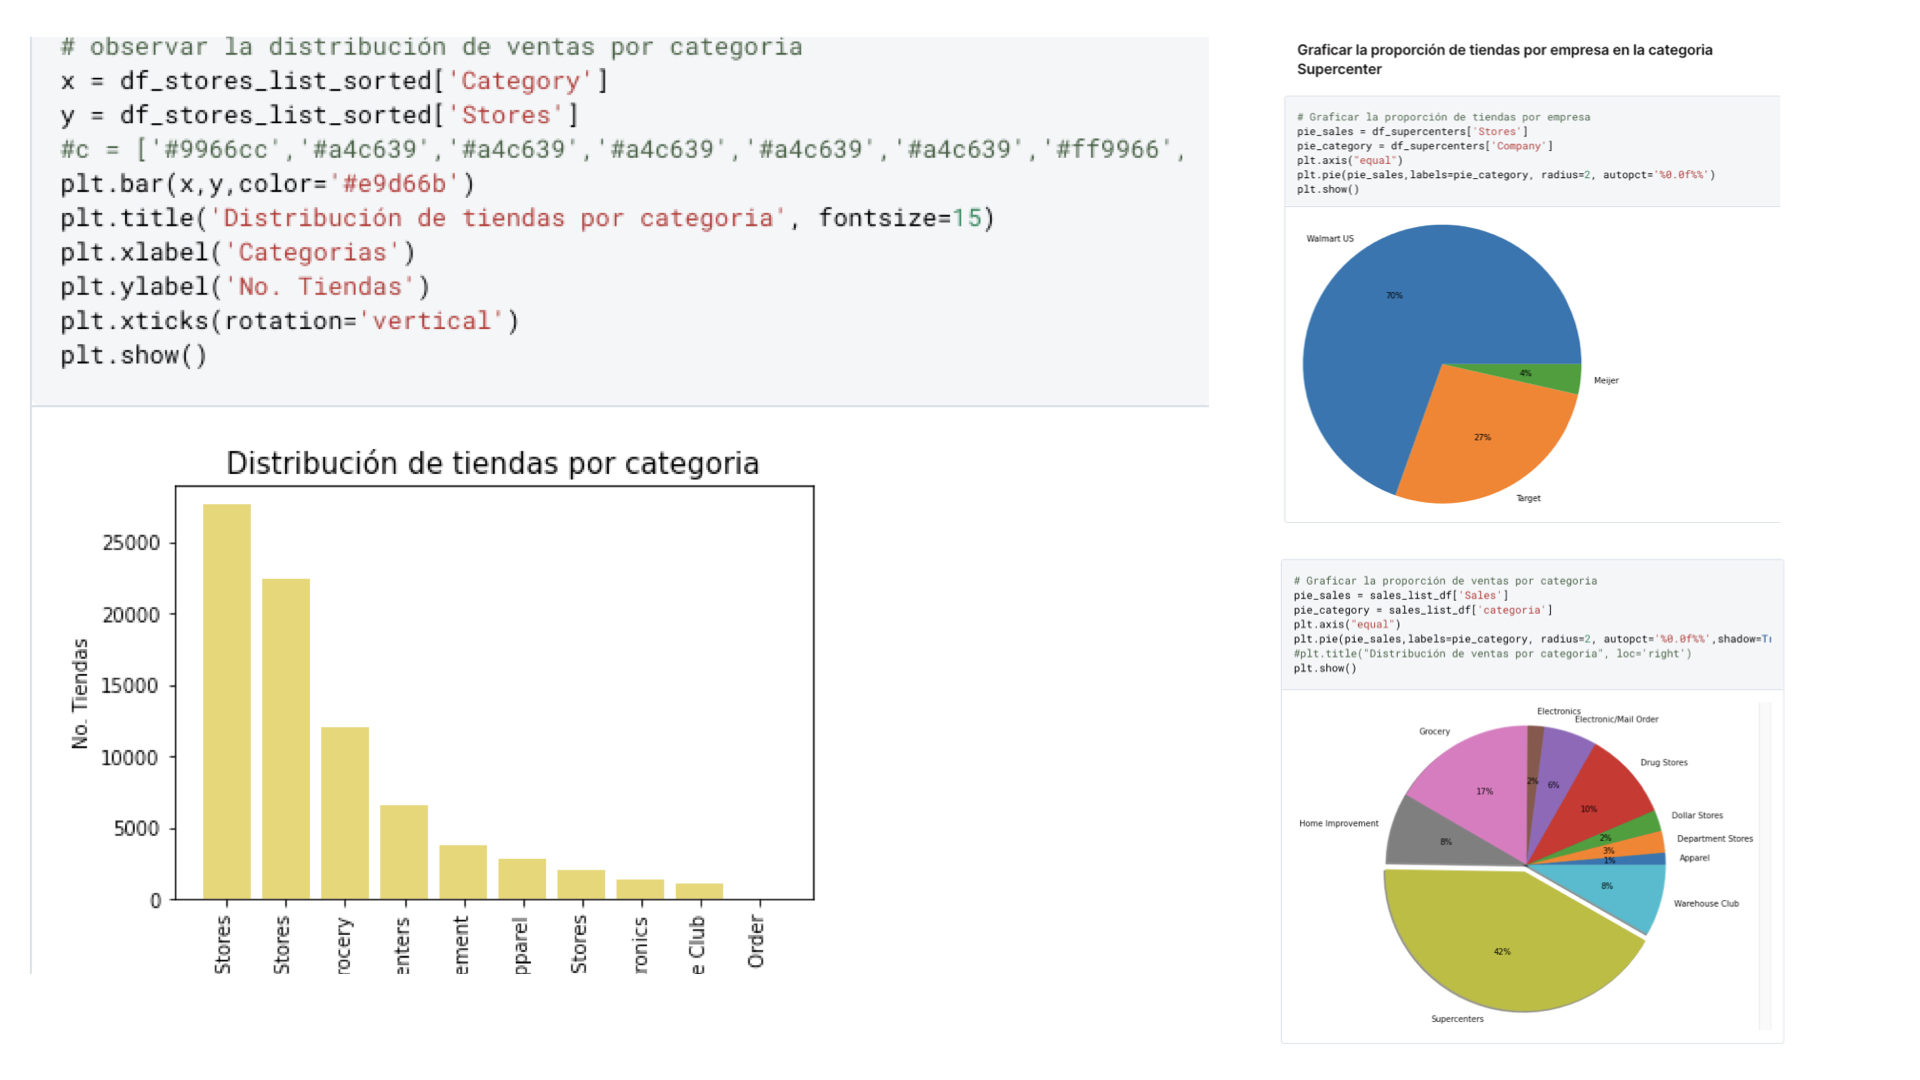 # observar la distribución de ventas por categoria
x = df_stores_list_sorted['Category']
y = df_stores_list_sorted['Stores']
#c = ['#9966cc','#a4c639','#a4c639','#a4c639','#a4c639','#a4c639','#ff9966',
plt.bar(x,y,color='#e9d66b')
plt.title('Distribución de tiendas por categoria', fontsize=15)
plt.xlabel('Categorias')
plt.ylabel('No. Tiendas')
plt.xticks(rotation='vertical')
plt.show()
Distribución de tiendas por categoria
No. Tiendas
25000
20000
15000
10000
5000
0
Stores
Stores
rocery
enters
ement
pparel
Stores
ronics
e Club
Order
Graficar la proporción de tiendas por empresa en la categoria
Supercenter
# Graficar la proporción de tiendas por empresa
pie_sales = df_supercenters['Stores']
pie_category = df_supercenters['Company']
plt.axis("equal")
plt.pie(pie_sales,labels=pie_category, radius=2, autopct='%0.0f%%')
plt.show()
Walmart US
70%
4%
Meijer
27%
Target
# Graficar la proporción de ventas por categoria
pie_sales = sales_list_df['Sales']
pie_category = sales_list_df['categoria']
plt.axis("equal")
plt.pie(pie_sales,labels=pie_category, radius=2, autopct='%0.0f%%',shadow=Tr
#plt.title("Distribución de ventas por categoria", loc='right')
plt.show()
Electronics
Electronic/Mail Order
Grocery
Drug Stores
2%
6%
17%
10%
Dollar Stores
Home Improvement
2%
Department Stores
8%
3%
Apparel
1%
8%
Warehouse Club
42%
Supercenters